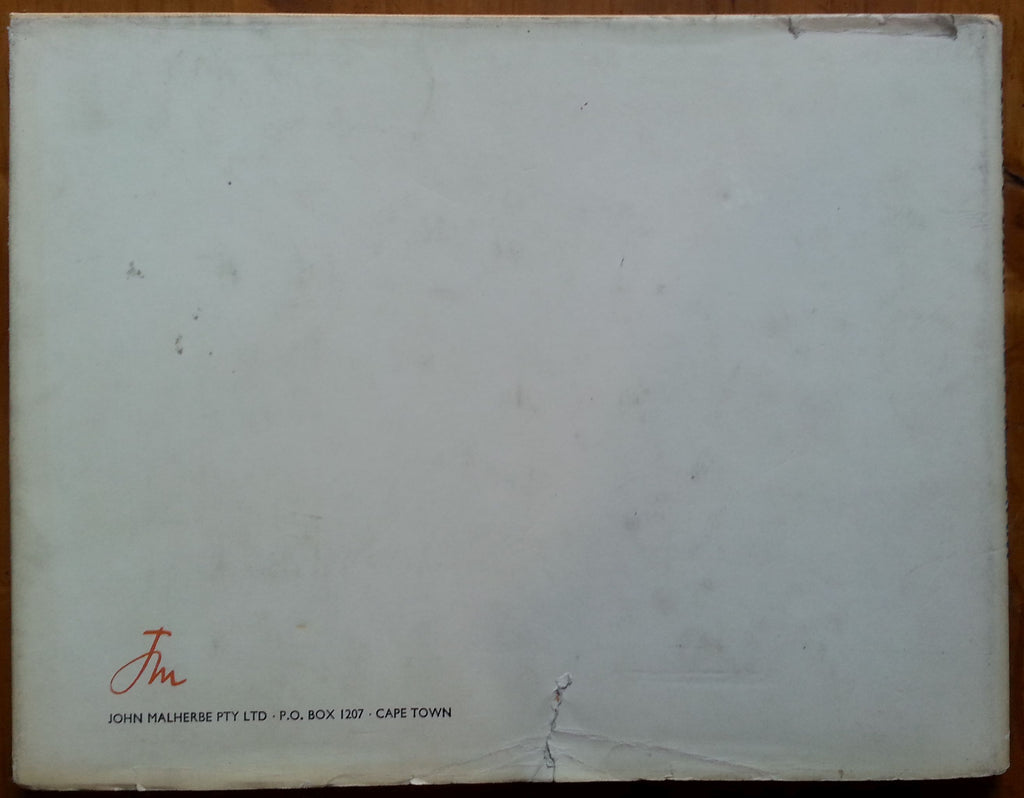 Jm
JOHN MALHERBE PTY LTD · P.O. BOX 1207 · CAPE TOWN